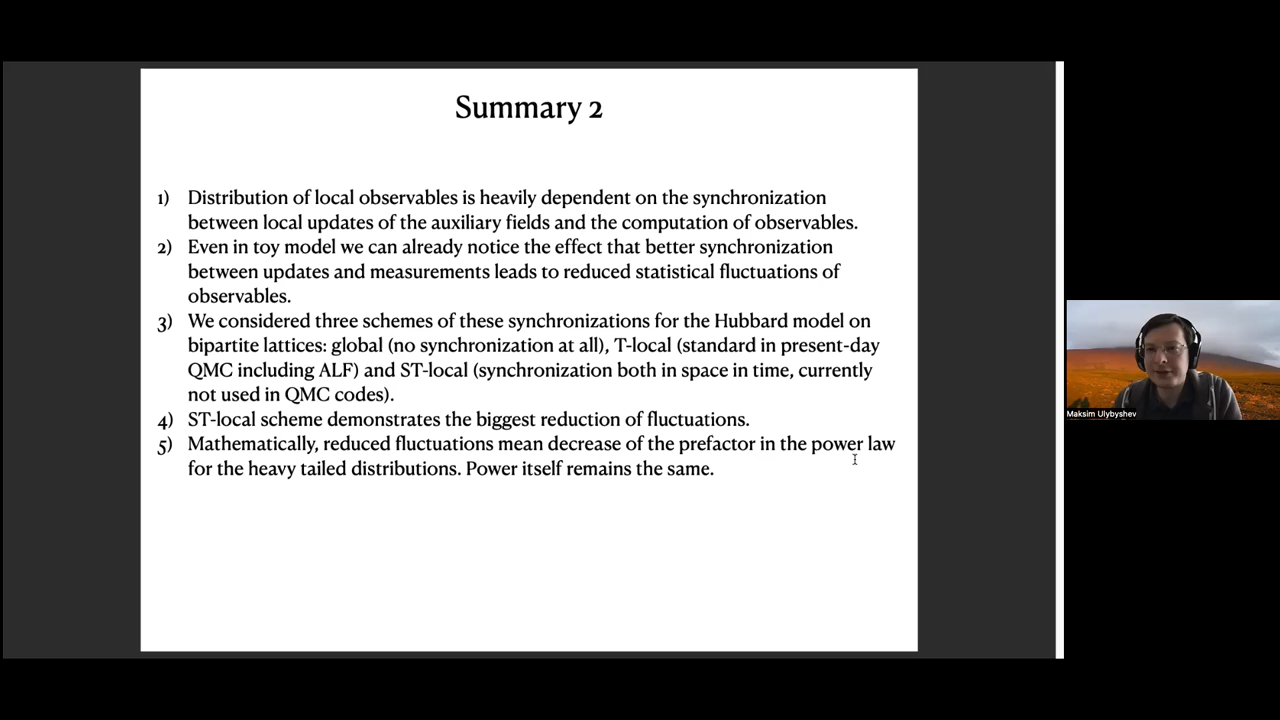 Summary 2
1) Distribution of local observables is heavily dependent on the synchronization
between local updates of the auxiliary fields and the computation of observables.
2) Even in toy model we can already notice the effect that better synchronization
between updates and measurements leads to reduced statistical fluctuations of
observables.
3) We considered three schemes of these synchronizations for the Hubbard model on
bipartite lattices: global (no synchronization at all), T-local (standard in present-day
QMC including ALF) and ST-local (synchronization both in space in time, currently
not used in QMC codes).
4) ST-local scheme demonstrates the biggest reduction of fluctuations.
5) Mathematically, reduced fluctuations mean decrease of the prefactor in the power law
for the heavy tailed distributions. Power itself remains the same.
Maksim Ulybyshev